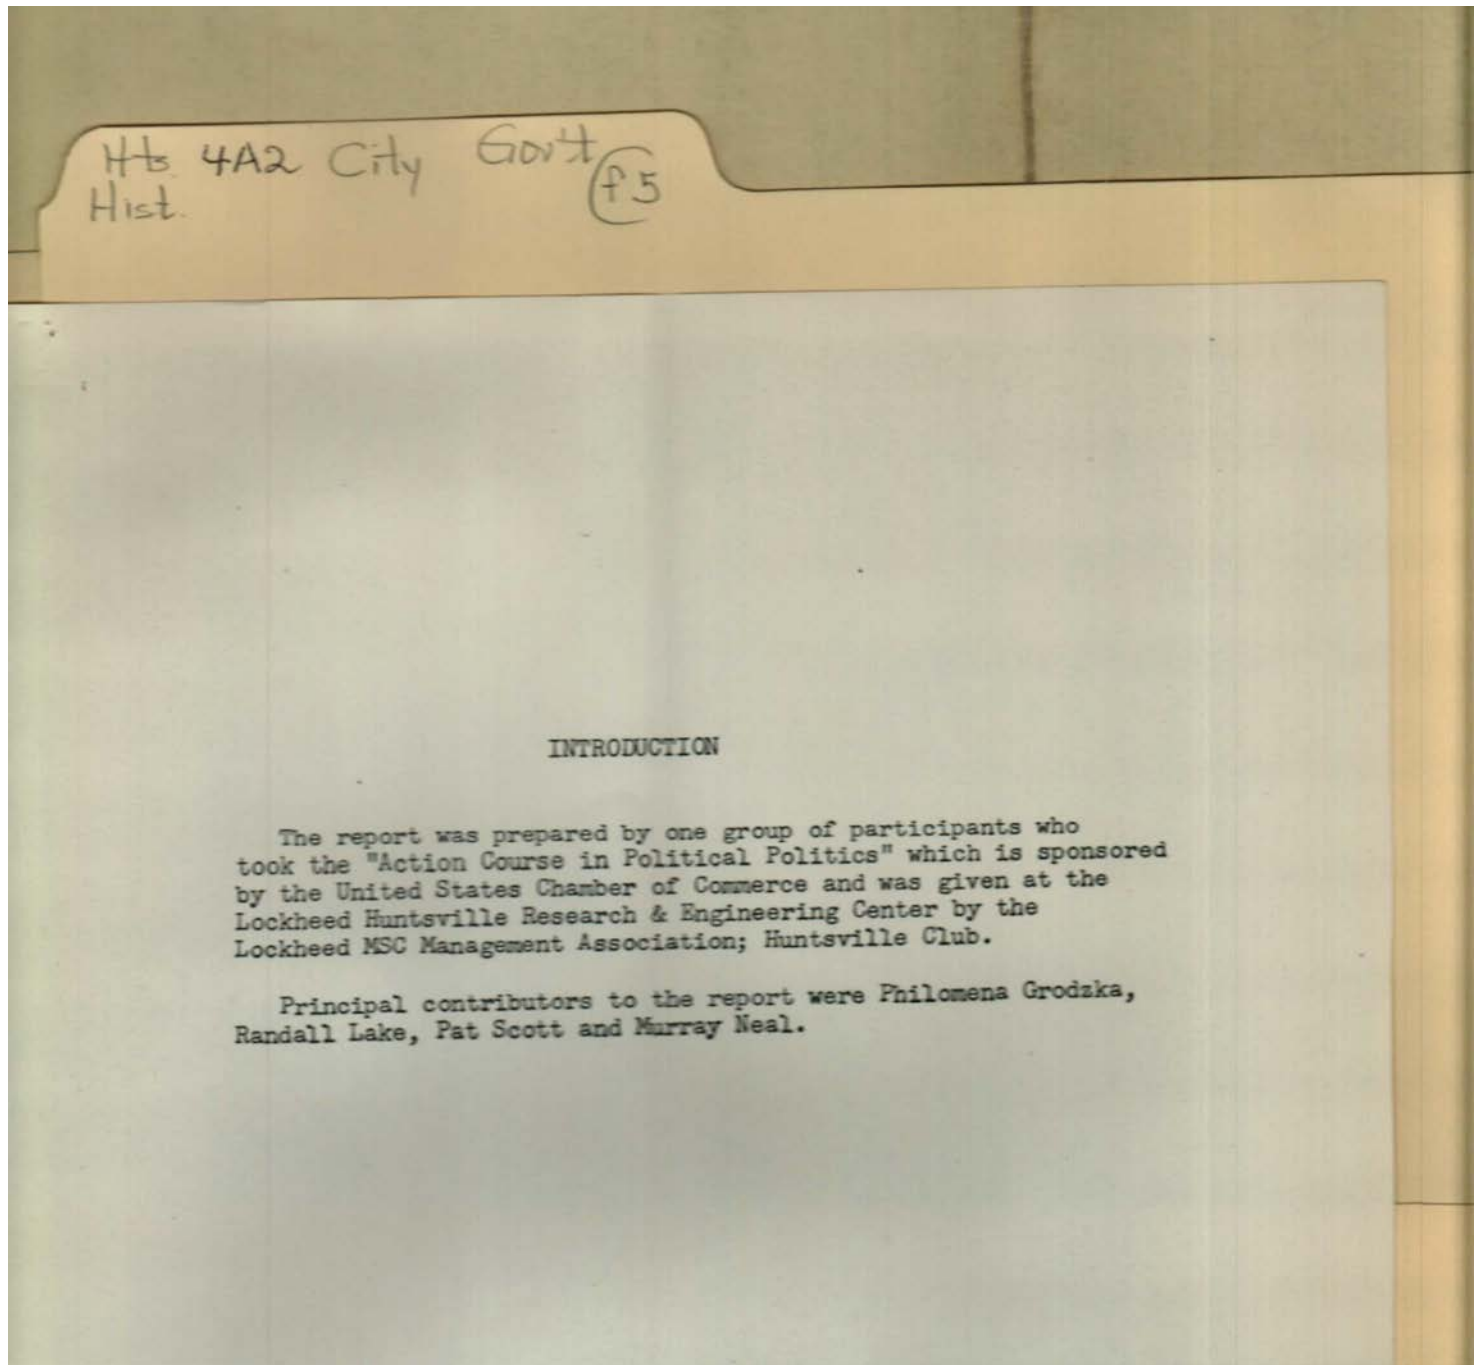 Hts 4A2 City Gov't
Hist. f5
INTRODUCTION
The report was prepared by one group of participants who
took the "Action Course in Political Politics" which is sponsored
by the United States Chamber of Commerce and was given at the
Lockheed Huntsville Research & Engineering Center by the
Lockheed MSC Management Association; Huntsville Club.
Principal contributors to the report were Philomena Grodzka,
Randall Lake, Pat Scott and Murray Neal.